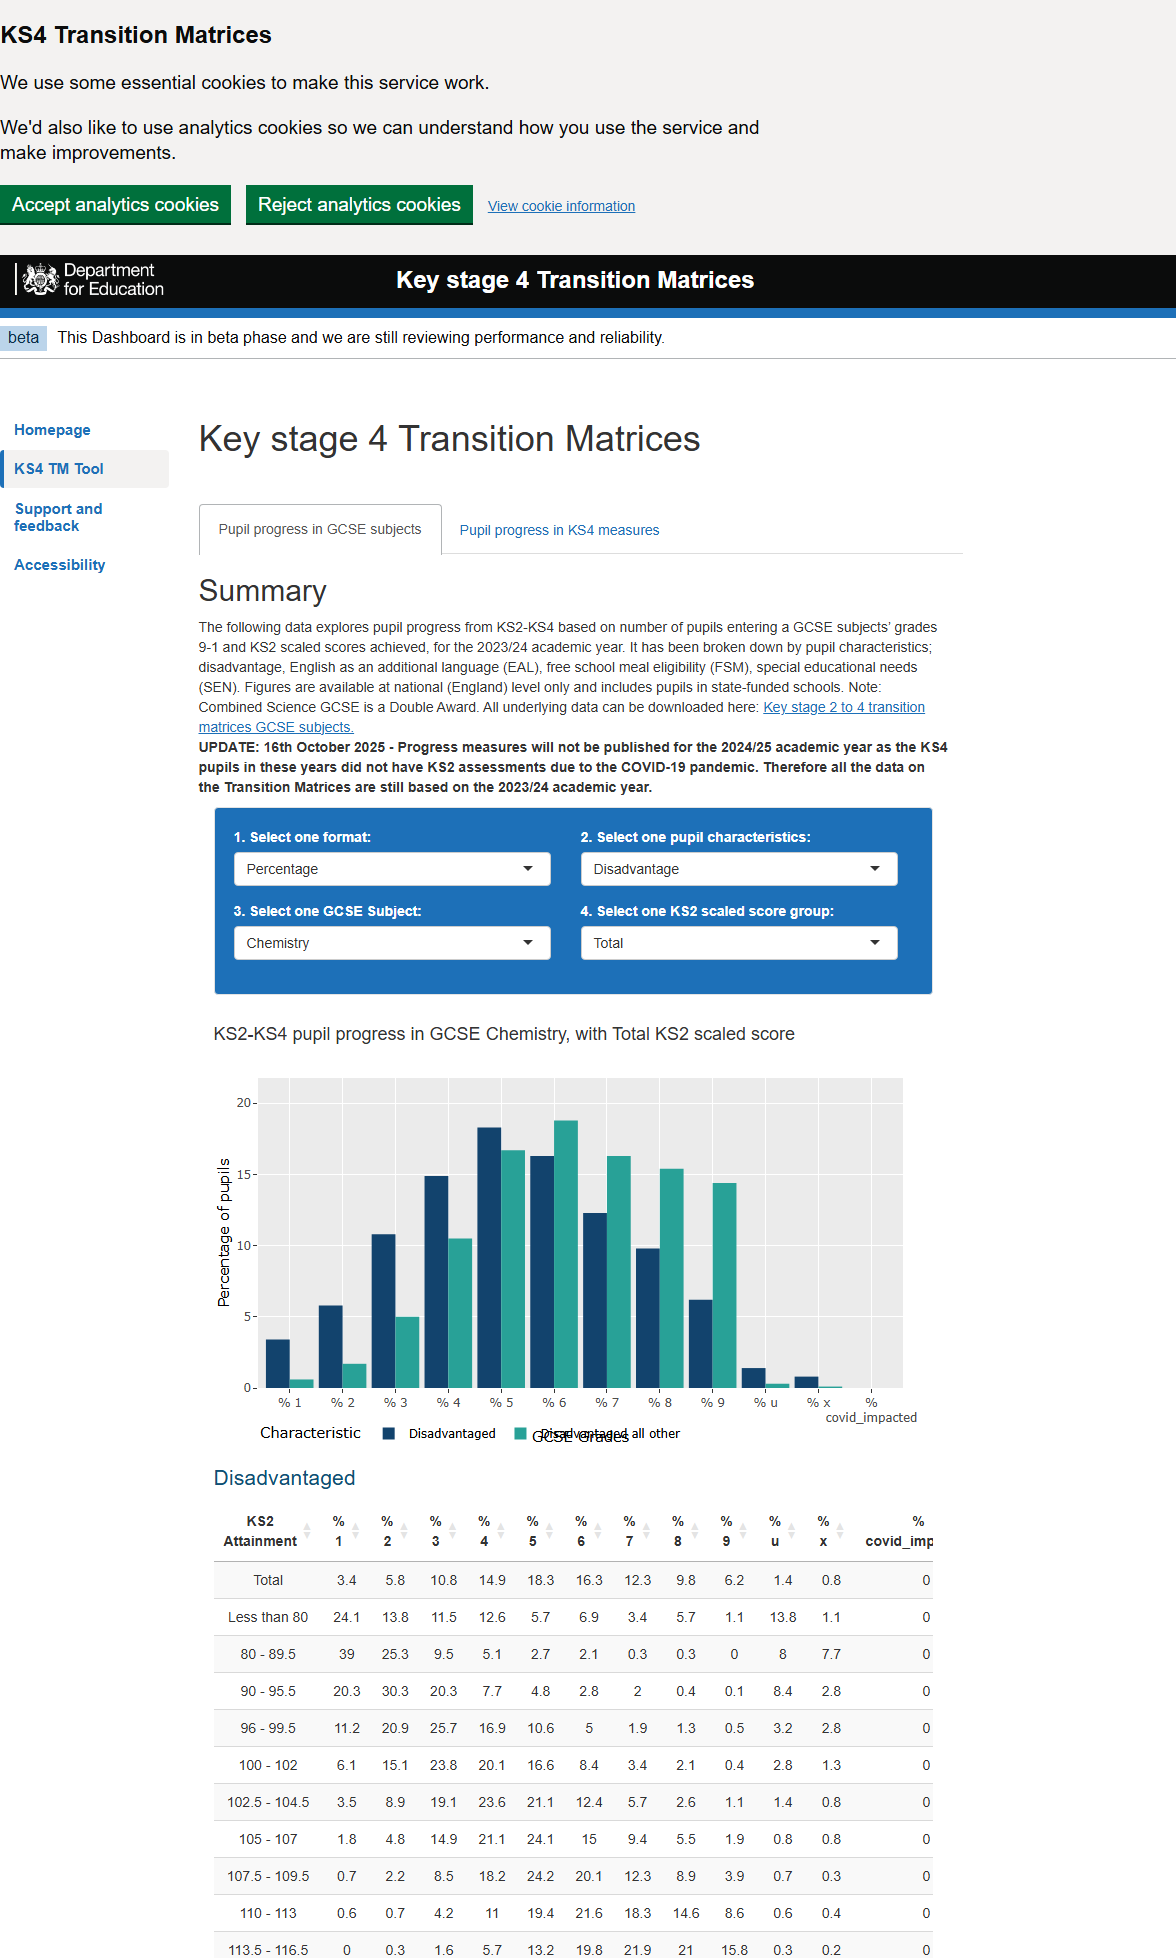 KS4 Transition Matrices
We use some essential cookies to make this service work.
We'd also like to use analytics cookies so we can understand how you use the service and
make improvements.
Accept analytics cookies Reject analytics cookies View cookie information
Department
for Education
Key stage 4 Transition Matrices
beta This Dashboard is in beta phase and we are still reviewing performance and reliability.
Homepage
KS4 TM Tool
Support and
feedback
Accessibility
Key stage 4 Transition Matrices
Pupil progress in GCSE subjects Pupil progress in KS4 measures
Summary
The following data explores pupil progress from KS2-KS4 based on number of pupils entering a GCSE subjects’ grades
9-1 and KS2 scaled scores achieved, for the 2023/24 academic year. It has been broken down by pupil characteristics;
disadvantage, English as an additional language (EAL), free school meal eligibility (FSM), special educational needs
(SEN). Figures are available at national (England) level only and includes pupils in state-funded schools. Note:
Combined Science GCSE is a Double Award. All underlying data can be downloaded here: Key stage 2 to 4 transition
matrices GCSE subjects.
UPDATE: 16th October 2025 - Progress measures will not be published for the 2024/25 academic year as the KS4
pupils in these years did not have KS2 assessments due to the COVID-19 pandemic. Therefore all the data on
the Transition Matrices are still based on the 2023/24 academic year.
1. Select one format: 2. Select one pupil characteristics:
Percentage Disadvantage
3. Select one GCSE Subject: 4. Select one KS2 scaled score group:
Chemistry Total
KS2-KS4 pupil progress in GCSE Chemistry, with Total KS2 scaled score
Percentage of pupils
20
15
10
5
0
% 1 % 2 % 3 % 4 % 5 % 6 % 7 % 8 % 9 % u % x %
covid_impacted
Characteristic Disadvantaged Disadvantaged all other
GCSE Grades
Disadvantaged
KS2 % % % % % % % % % % % %
Attainment 1 2 3 4 5 6 7 8 9 u x covid_imp
Total 3.4 5.8 10.8 14.9 18.3 16.3 12.3 9.8 6.2 1.4 0.8 0
Less than 80 24.1 13.8 11.5 12.6 5.7 6.9 3.4 5.7 1.1 13.8 1.1 0
80 - 89.5 39 25.3 9.5 5.1 2.7 2.1 0.3 0.3 0 8 7.7 0
90 - 95.5 20.3 30.3 20.3 7.7 4.8 2.8 2 0.4 0.1 8.4 2.8 0
96 - 99.5 11.2 20.9 25.7 16.9 10.6 5 1.9 1.3 0.5 3.2 2.8 0
100 - 102 6.1 15.1 23.8 20.1 16.6 8.4 3.4 2.1 0.4 2.8 1.3 0
102.5 - 104.5 3.5 8.9 19.1 23.6 21.1 12.4 5.7 2.6 1.1 1.4 0.8 0
105 - 107 1.8 4.8 14.9 21.1 24.1 15 9.4 5.5 1.9 0.8 0.8 0
107.5 - 109.5 0.7 2.2 8.5 18.2 24.2 20.1 12.3 8.9 3.9 0.7 0.3 0
110 - 113 0.6 0.7 4.2 11 19.4 21.6 18.3 14.6 8.6 0.6 0.4 0
113.5 - 116.5 0 0.3 1.6 5.7 13.2 19.8 21.9 21 15.8 0.3 0.2 0